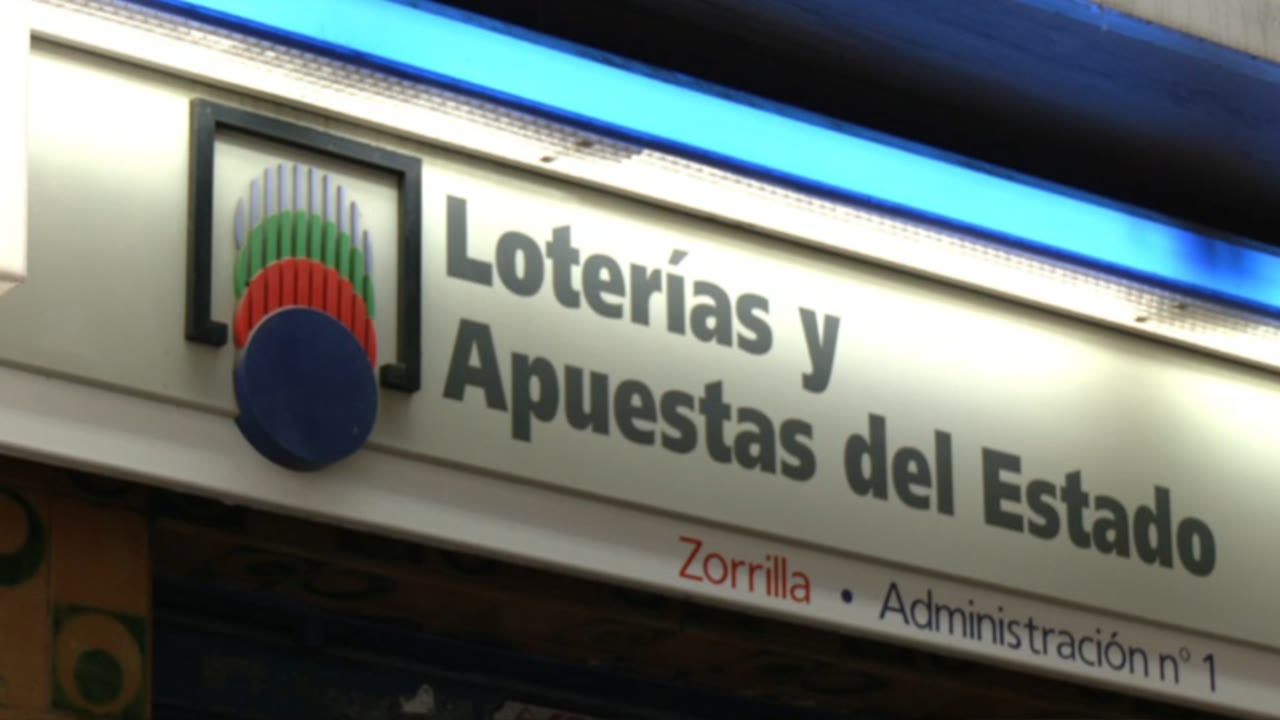 Loterías y
Apuestas del Estado
Zorrilla • Administración nº 1